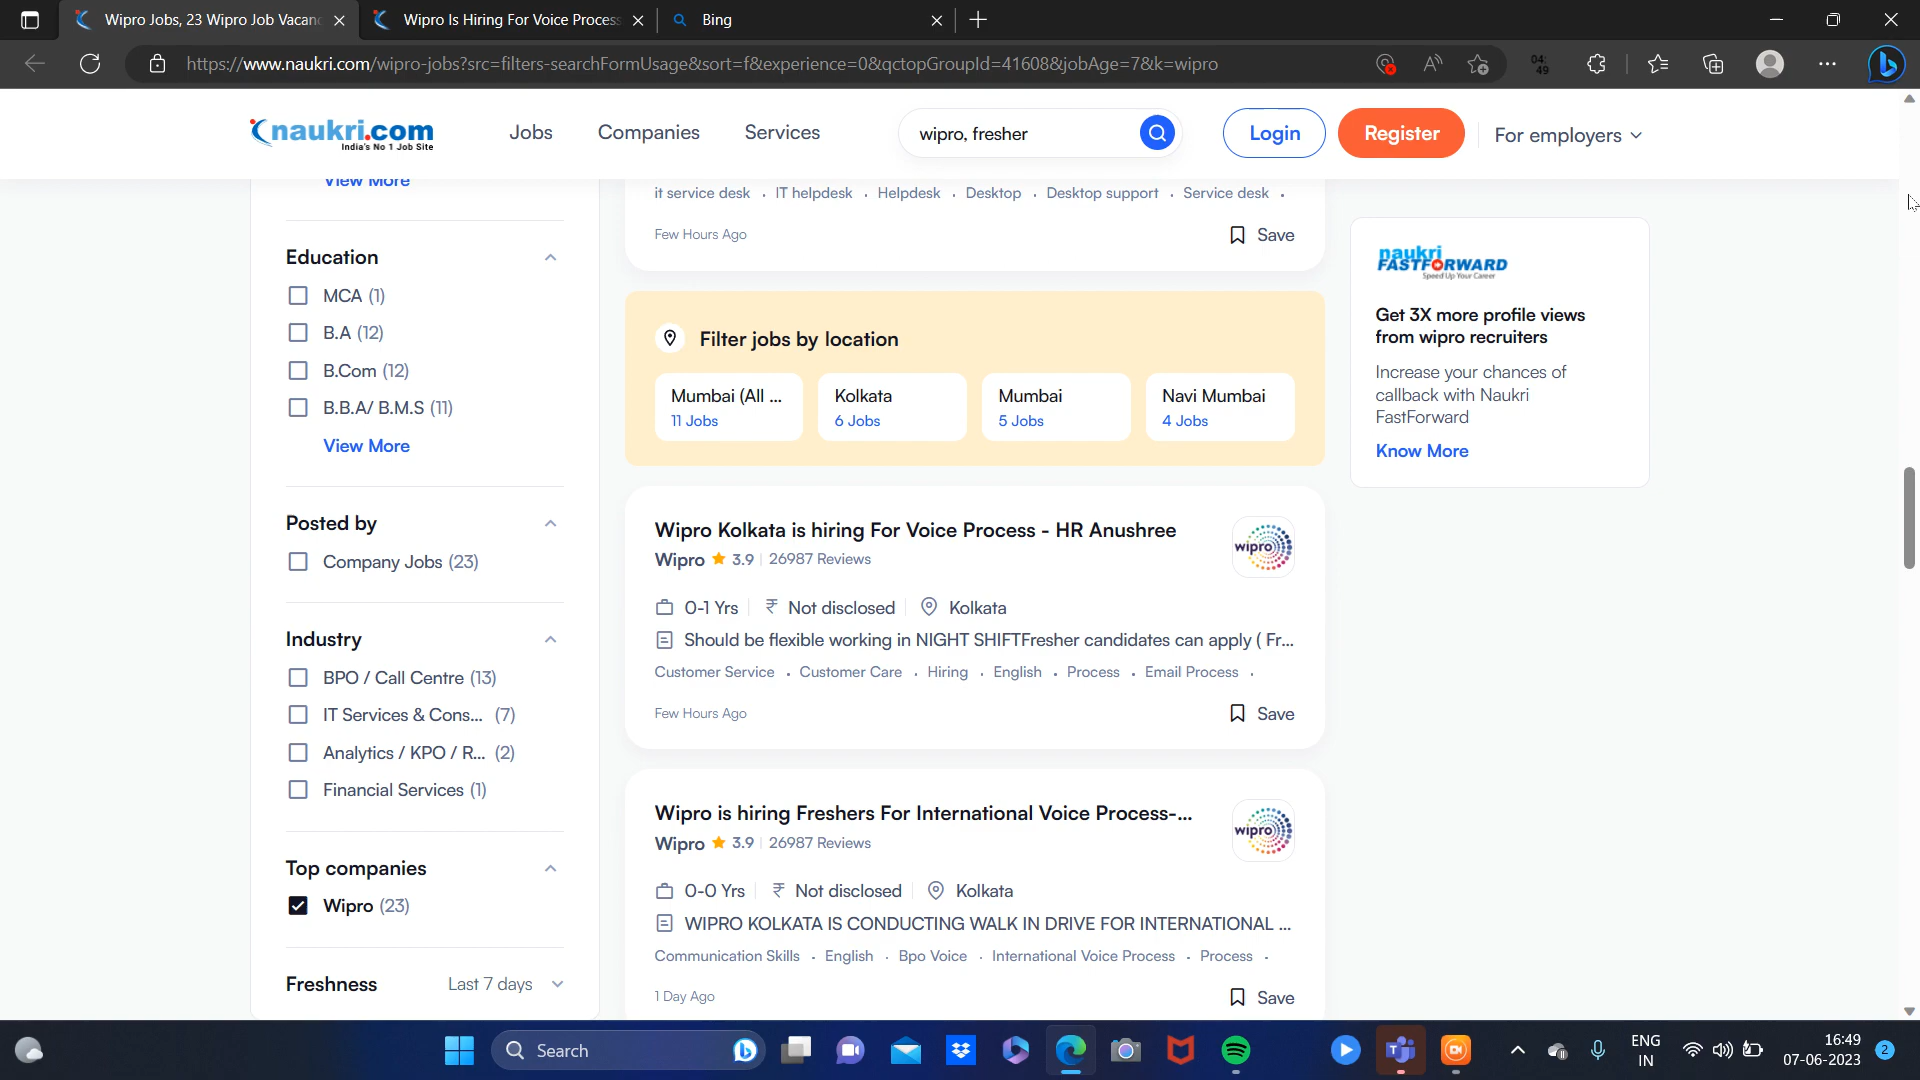 Wipro Jobs, 23 Wipro Job Vacanc
Wipro Is Hiring For Voice Process
Bing
https://www.naukri.com/wipro-jobs?src=filters-searchFormUsage&sort=f&experience=0&qctopGroupId=41608&jobAge=7&k=wipro
04:
49
naukri.com
India's No 1 Job Site
Jobs
Companies
Services
wipro, fresher
Login
Register
For employers
View More
Education
MCA (1)
B.A (12)
B.Com (12)
B.B.A/ B.M.S (11)
View More
Posted by
Company Jobs (23)
Industry
BPO / Call Centre (13)
IT Services & Cons... (7)
Analytics / KPO / R... (2)
Financial Services (1)
Top companies
Wipro (23)
Freshness
Last 7 days
it service desk · IT helpdesk · Helpdesk · Desktop · Desktop support · Service desk ·
Few Hours Ago
Save
Filter jobs by location
Mumbai (All ...
11 Jobs
Kolkata
6 Jobs
Mumbai
5 Jobs
Navi Mumbai
4 Jobs
Wipro Kolkata is hiring For Voice Process - HR Anushree
Wipro 3.9 | 26987 Reviews
wipro
0-1 Yrs ₹ Not disclosed Kolkata
Should be flexible working in NIGHT SHIFTFresher candidates can apply ( Fr...
Customer Service · Customer Care · Hiring · English · Process · Email Process ·
Few Hours Ago
Save
Wipro is hiring Freshers For International Voice Process-...
Wipro 3.9 | 26987 Reviews
wipro
0-0 Yrs ₹ Not disclosed Kolkata
WIPRO KOLKATA IS CONDUCTING WALK IN DRIVE FOR INTERNATIONAL ...
Communication Skills · English · Bpo Voice · International Voice Process · Process ·
1 Day Ago
Save
naukri
FASTFORWARD
Speed Up Your Career
Get 3X more profile views
from wipro recruiters
Increase your chances of
callback with Naukri
FastForward
Know More
Search
ENG
IN
16:49
07-06-2023
2